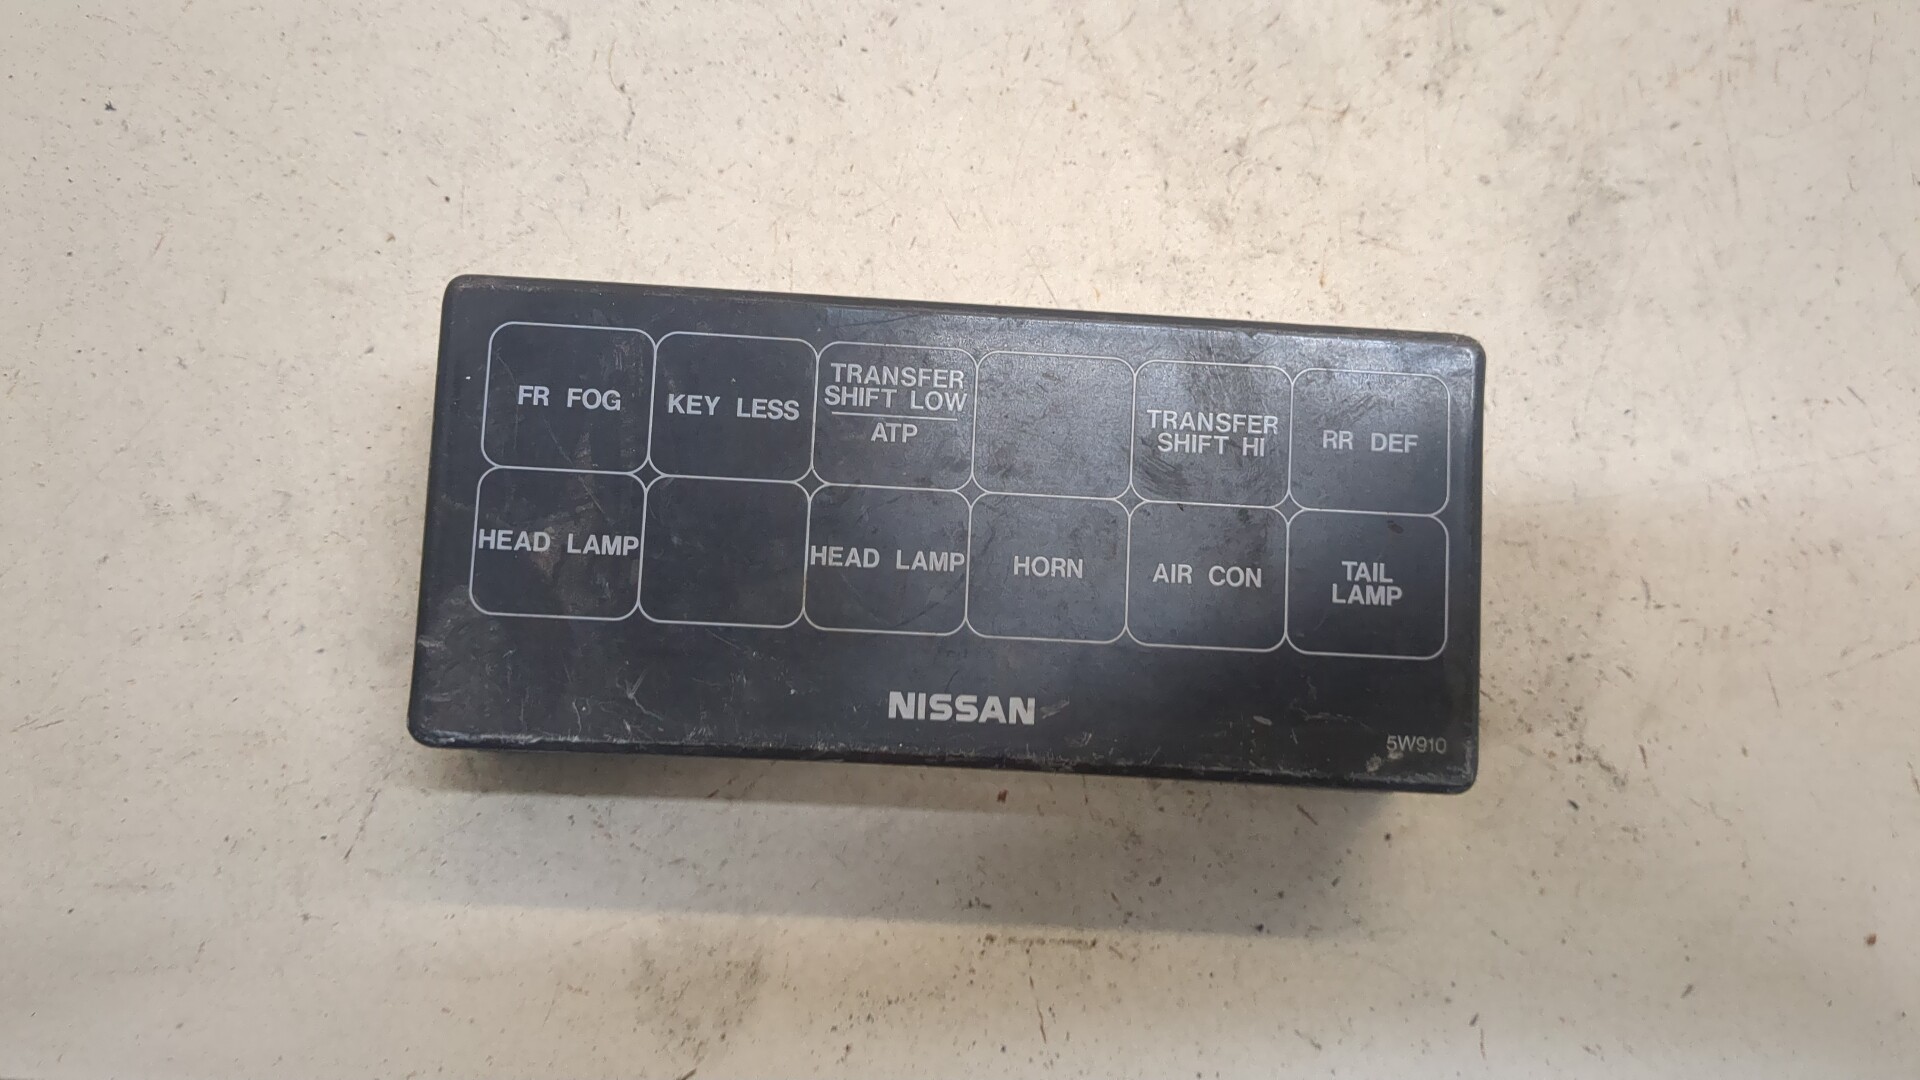 FR FOG
KEY LESS
TRANSFER
SHIFT LOW
ATP
TRANSFER
SHIFT HI
RR DEF
HEAD LAMP
HEAD LAMP
HORN
AIR CON
TAIL
LAMP
NISSAN
5W910